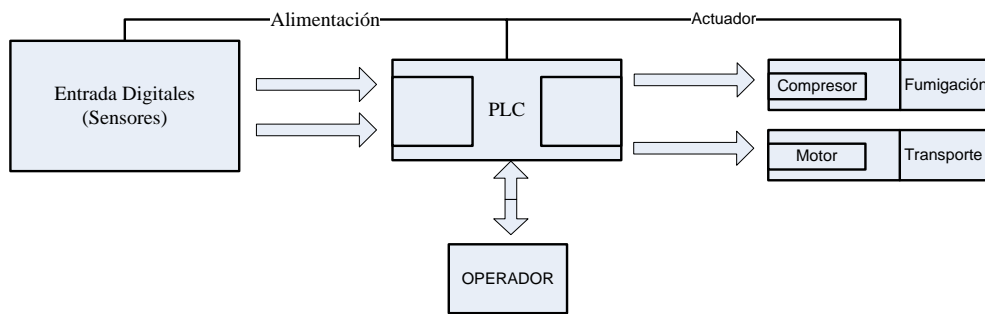 Alimentación
Actuador
Entrada Digitales
(Sensores)
PLC
Compresor
Fumigación
Motor
Transporte
OPERADOR